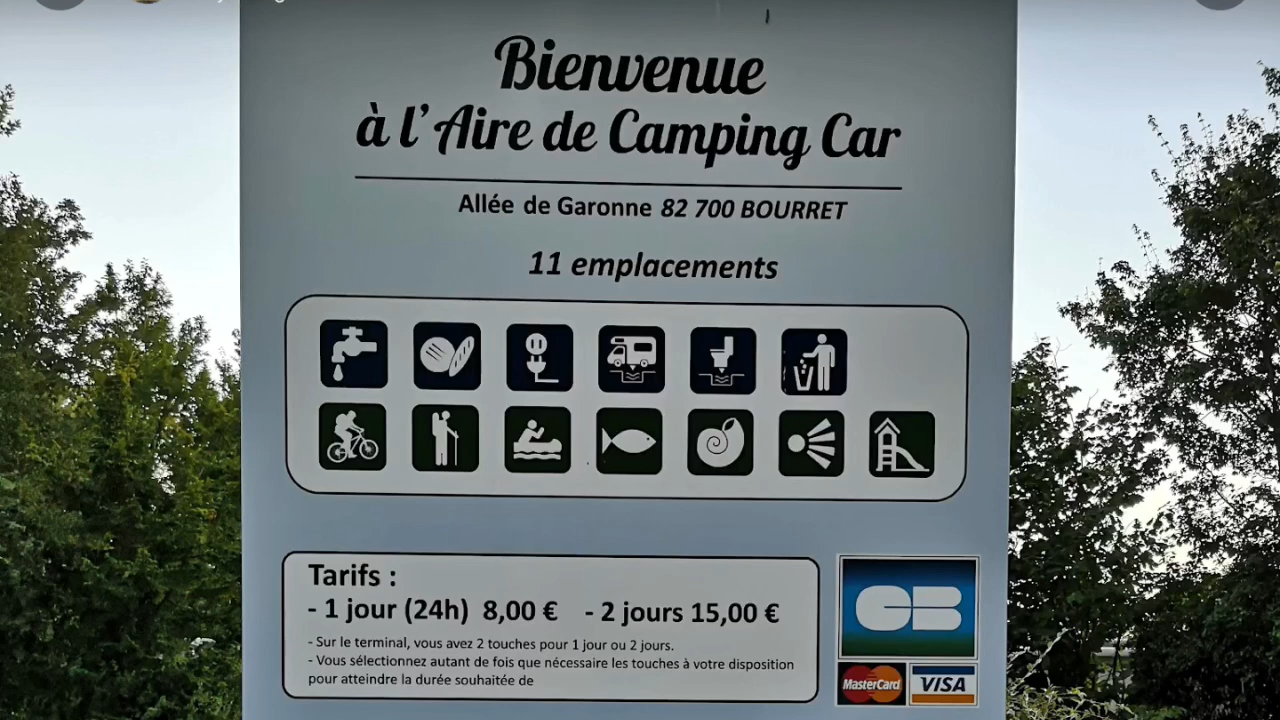 Bienvenue
à l'Aire de Camping Car
Allée de Garonne 82 700 BOURRET
11 emplacements
Tarifs :
- 1 jour (24h) 8,00 € - 2 jours 15,00 €
- Sur le terminal, vous avez 2 touches pour 1 jour ou 2 jours.
- Vous sélectionnez autant de fois que nécessaire les touches à votre disposition
pour atteindre la durée souhaitée de
CB
MasterCard VISA